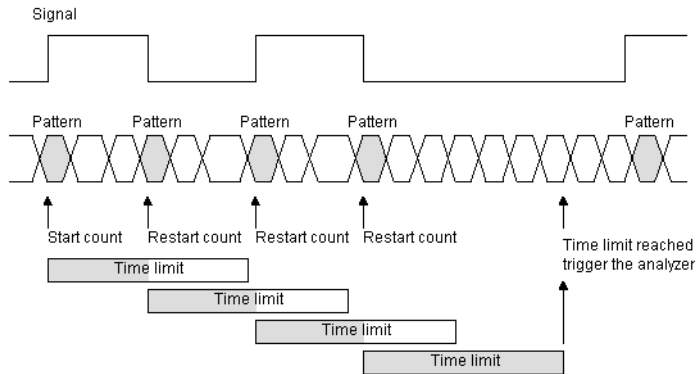 Signal
Pattern Pattern Pattern Pattern Pattern
Start count Restart count Restart count Restart count
Time limit reached
trigger the analyzer
Time limit
Time limit
Time limit
Time limit